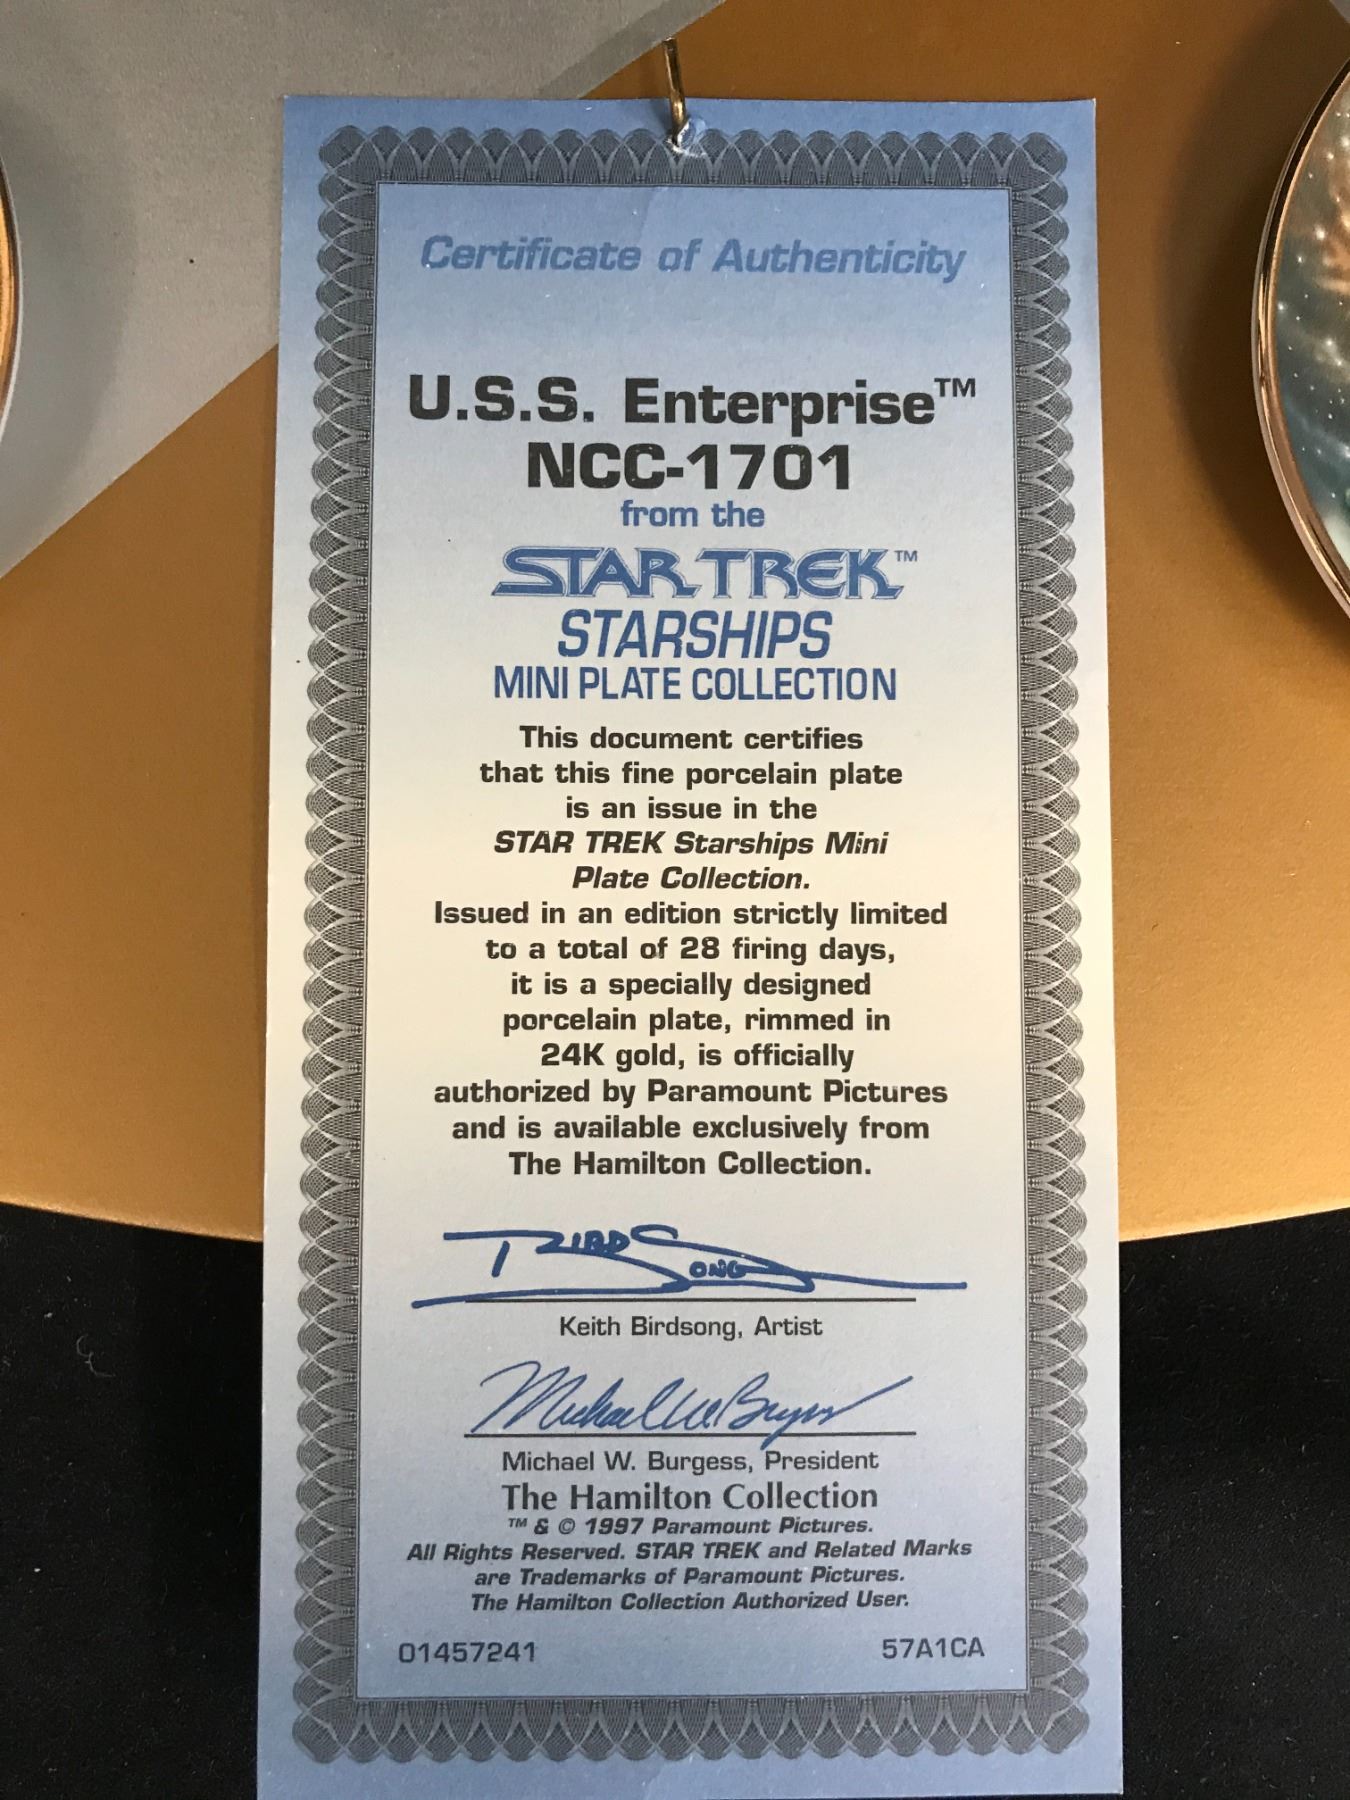 Certificate of Authenticity
U.S.S. Enterprise™
NCC-1701
from the
STAR TREK™
STARSHIPS
MINI PLATE COLLECTION
This document certifies
that this fine porcelain plate
is an issue in the
STAR TREK Starships Mini
Plate Collection.
Issued in an edition strictly limited
to a total of 28 firing days,
it is a specially designed
porcelain plate, rimmed in
24K gold, is officially
authorized by Paramount Pictures
and is available exclusively from
The Hamilton Collection.
BIRDSONG
Keith Birdsong, Artist
Michael W. Burgess
Michael W. Burgess, President
The Hamilton Collection
™ & © 1997 Paramount Pictures.
All Rights Reserved. STAR TREK and Related Marks
are Trademarks of Paramount Pictures.
The Hamilton Collection Authorized User.
01457241 57A1CA